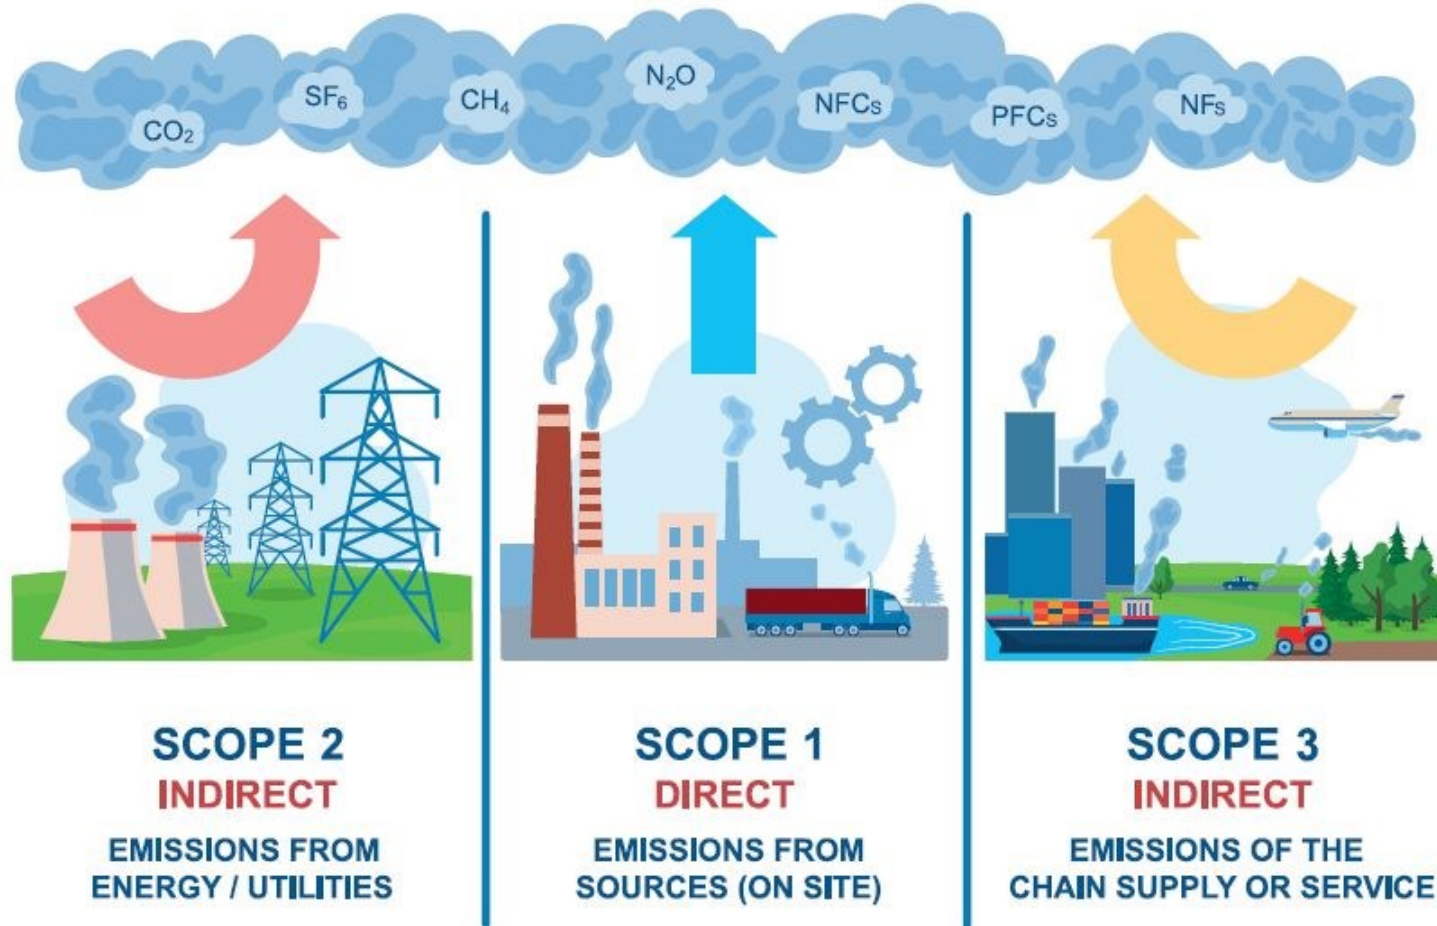 CO₂
SF₆
CH₄
N₂O
NFCs
PFCs
NFs
SCOPE 2
INDIRECT
EMISSIONS FROM
ENERGY / UTILITIES
SCOPE 1
DIRECT
EMISSIONS FROM
SOURCES (ON SITE)
SCOPE 3
INDIRECT
EMISSIONS OF THE
CHAIN SUPPLY OR SERVICE